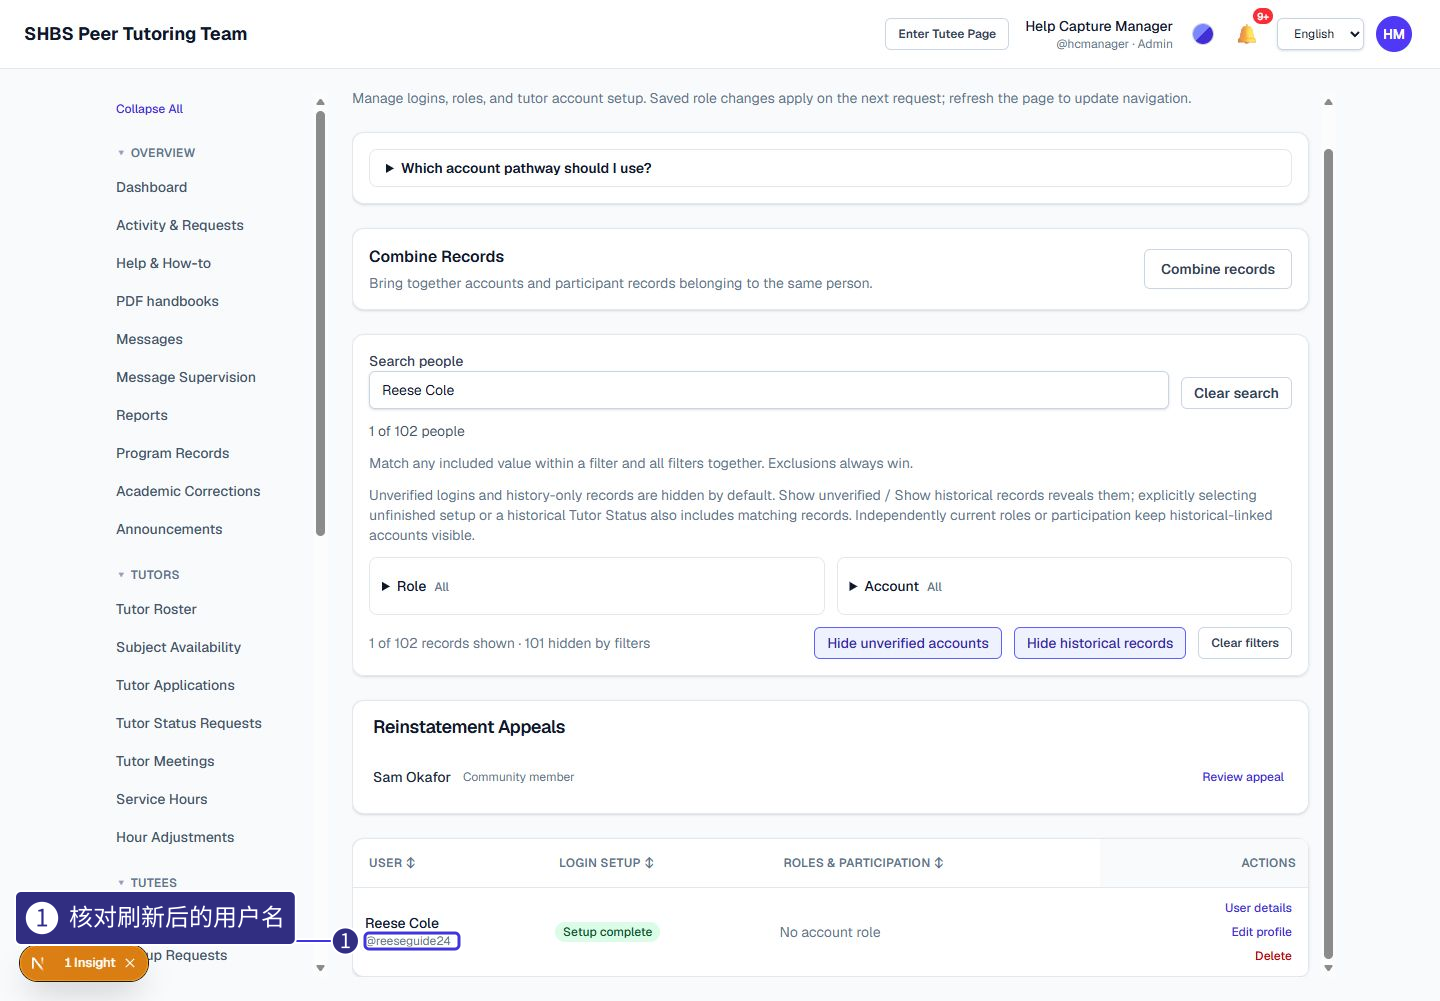 SHBS Peer Tutoring Team
Enter Tutee Page
Help Capture Manager
@hcmanager · Admin
9+
English
HM
Collapse All
OVERVIEW
Dashboard
Activity & Requests
Help & How-to
PDF handbooks
Messages
Message Supervision
Reports
Program Records
Academic Corrections
Announcements
TUTORS
Tutor Roster
Subject Availability
Tutor Applications
Tutor Status Requests
Tutor Meetings
Service Hours
Hour Adjustments
TUTEES
1 核对刷新后的用户名
up Requests
N 1 Insight
Manage logins, roles, and tutor account setup. Saved role changes apply on the next request; refresh the page to update navigation.
Which account pathway should I use?
Combine Records
Bring together accounts and participant records belonging to the same person.
Combine records
Search people
Reese Cole
Clear search
1 of 102 people
Match any included value within a filter and all filters together. Exclusions always win.
Unverified logins and history-only records are hidden by default. Show unverified / Show historical records reveals them; explicitly selecting
unfinished setup or a historical Tutor Status also includes matching records. Independently current roles or participation keep historical-linked
accounts visible.
Role All
Account All
1 of 102 records shown · 101 hidden by filters
Hide unverified accounts
Hide historical records
Clear filters
Reinstatement Appeals
Sam Okafor Community member
Review appeal
USER
LOGIN SETUP
ROLES & PARTICIPATION
ACTIONS
Reese Cole
1
@reeseguide24
Setup complete
No account role
User details
Edit profile
Delete